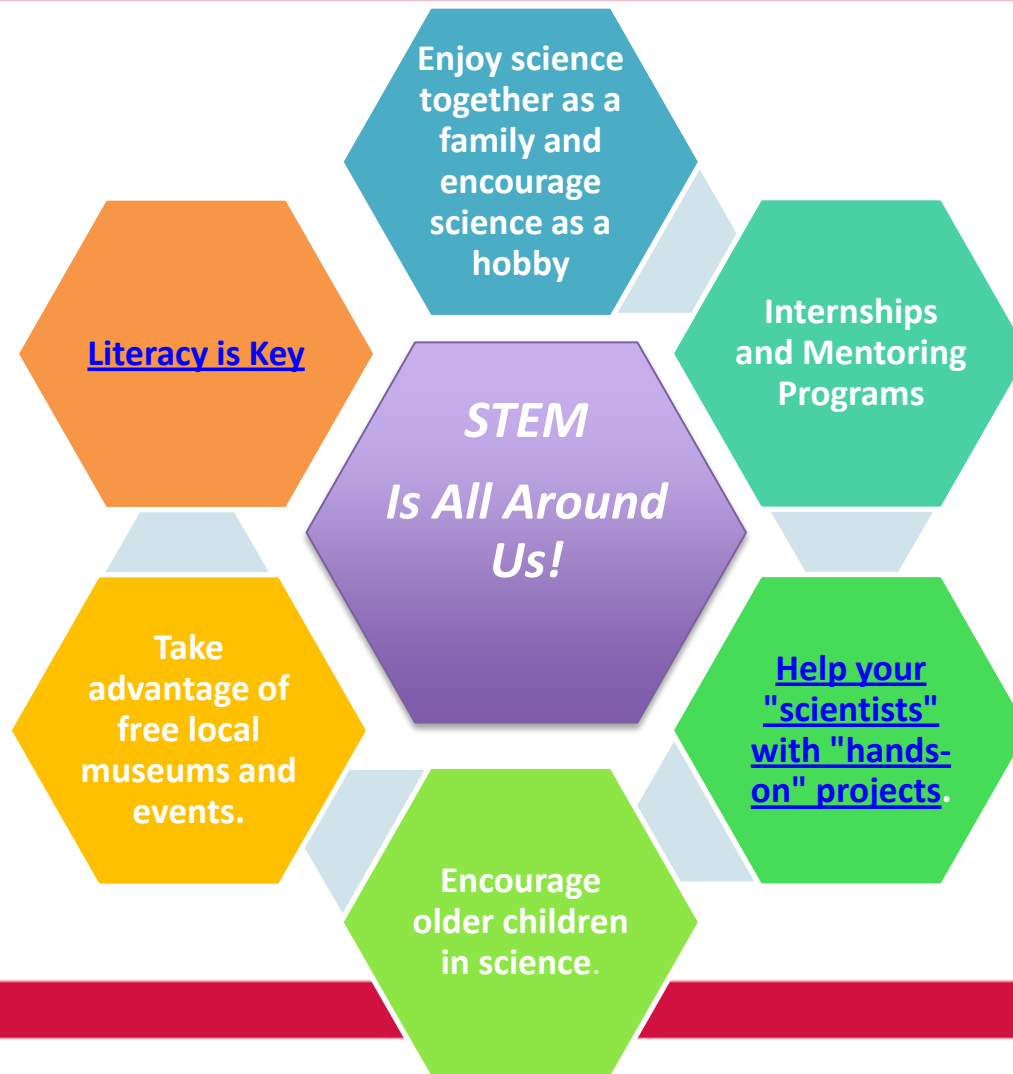 Enjoy science
together as a
family and
encourage
science as a
hobby
Internships
and Mentoring
Programs
Literacy is Key
STEM
Is All Around
Us!
Help your
"scientists"
with "hands-
on" projects.
Take
advantage of
free local
museums and
events.
Encourage
older children
in science.